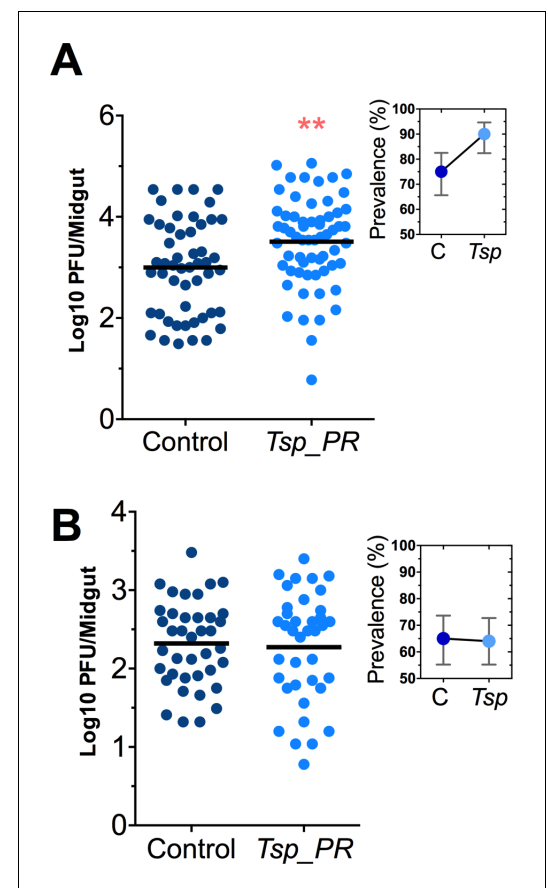 A
Log10 PFU/Midgut
6
4
2
0
**
Control
Tsp_PR
Prevalence (%)
100
90
80
70
60
50
C
Tsp
B
Log10 PFU/Midgut
4
3
2
1
0
Control
Tsp_PR
Prevalence (%)
100
90
80
70
60
50
C
Tsp